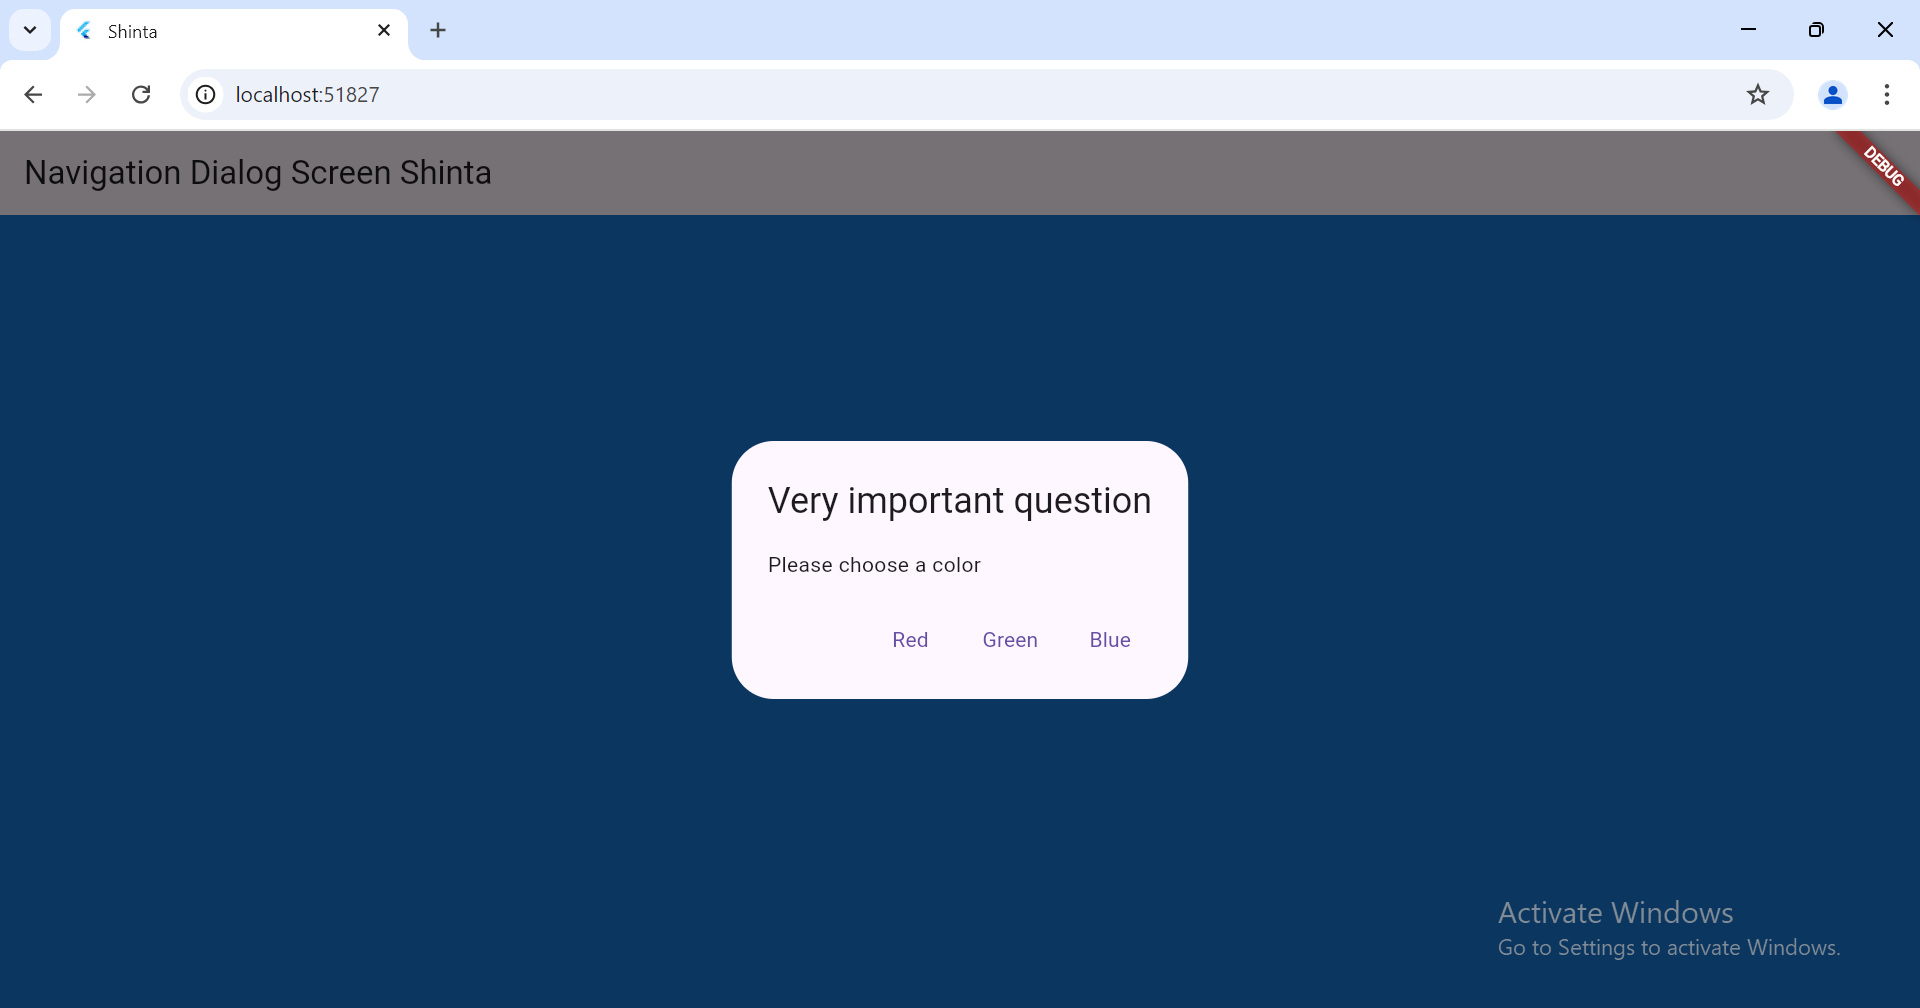 Shinta
localhost:51827
Navigation Dialog Screen Shinta
DEBUG
Very important question
Please choose a color
Red Green Blue
Activate Windows
Go to Settings to activate Windows.